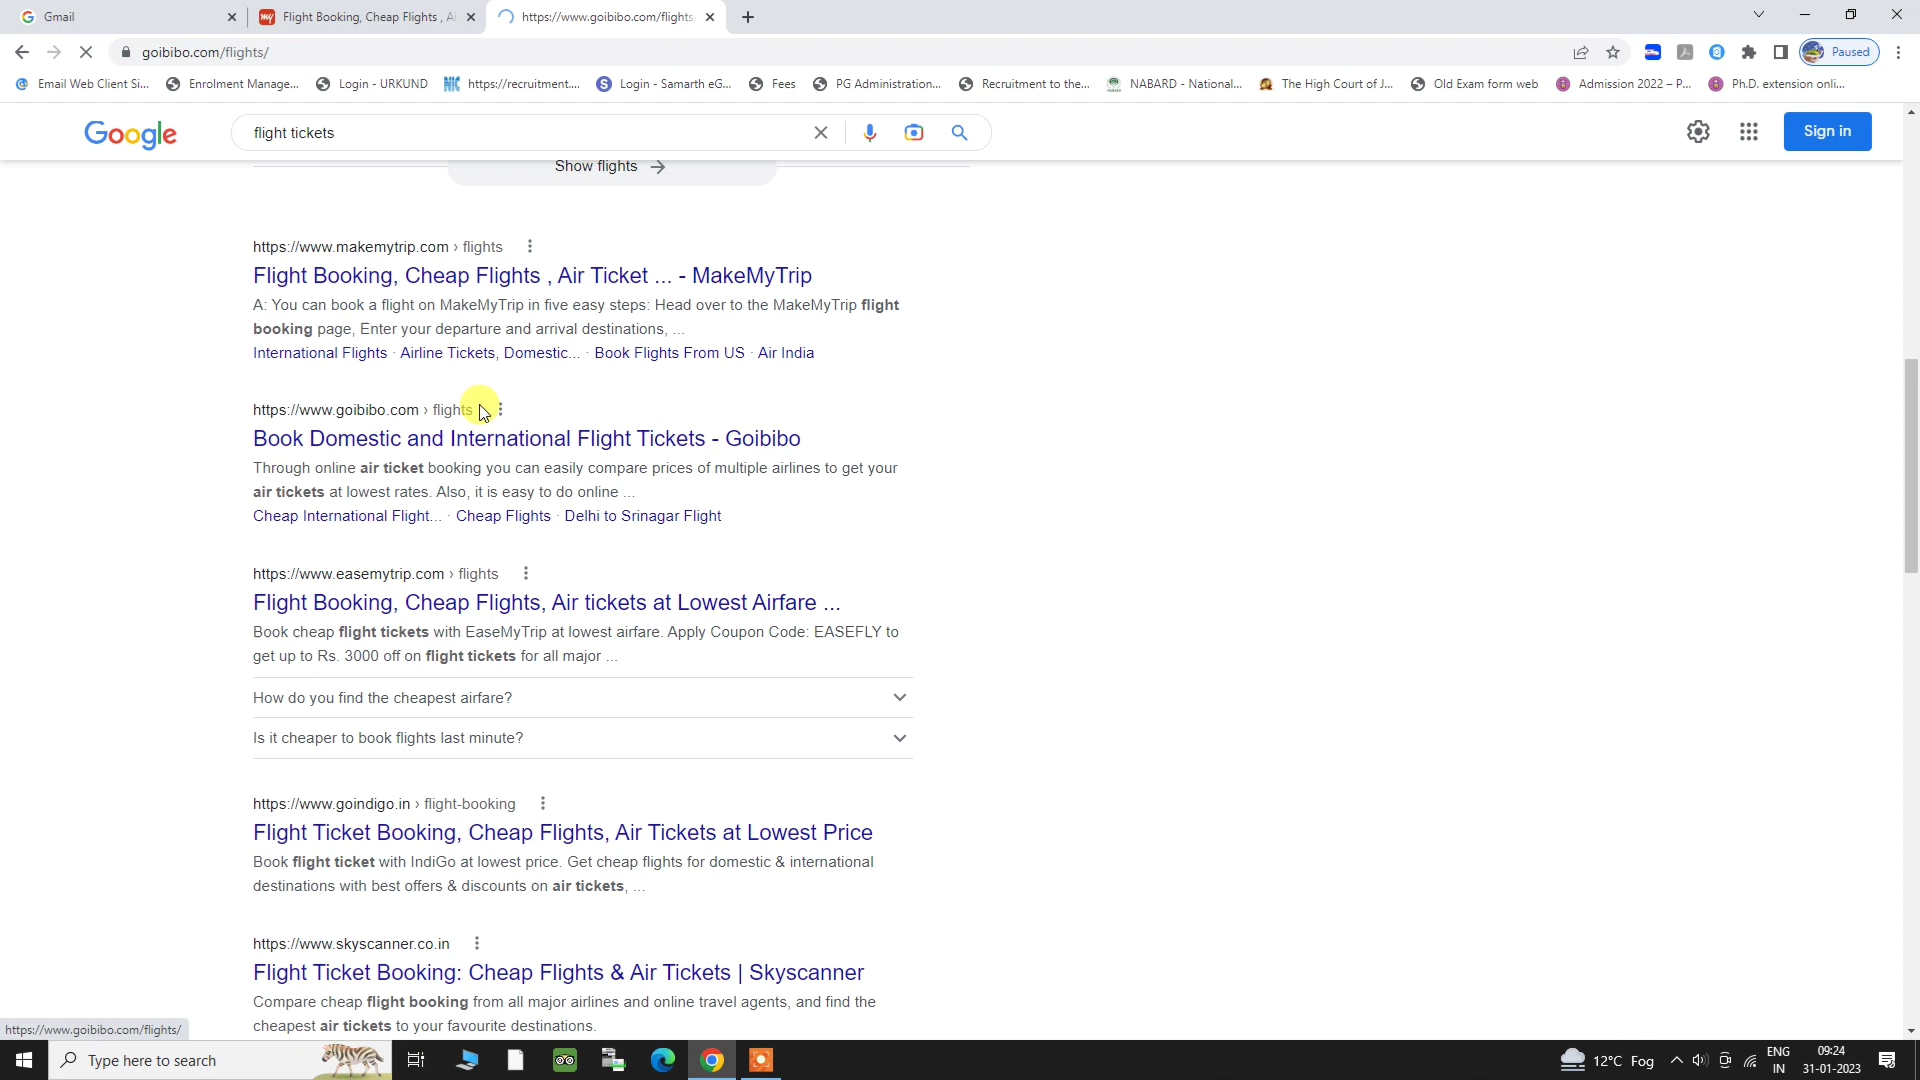 Gmail
Flight Booking, Cheap Flights , Ai
https://www.goibibo.com/flights
goibibo.com/flights/
Paused
Email Web Client Si...
Enrolment Manage...
Login - URKUND
https://recruitment....
Login - Samarth eG...
Fees
PG Administration...
Recruitment to the...
NABARD - National...
The High Court of J...
Old Exam form web
Admission 2022 – P...
Ph.D. extension onli...
Google
flight tickets
Sign in
Show flights
https://www.makemytrip.com › flights
Flight Booking, Cheap Flights , Air Ticket ... - MakeMyTrip
A: You can book a flight on MakeMyTrip in five easy steps: Head over to the MakeMyTrip flight
booking page, Enter your departure and arrival destinations, ...
International Flights · Airline Tickets, Domestic... · Book Flights From US · Air India
https://www.goibibo.com › flights
Book Domestic and International Flight Tickets - Goibibo
Through online air ticket booking you can easily compare prices of multiple airlines to get your
air tickets at lowest rates. Also, it is easy to do online ...
Cheap International Flight... · Cheap Flights · Delhi to Srinagar Flight
https://www.easemytrip.com › flights
Flight Booking, Cheap Flights, Air tickets at Lowest Airfare ...
Book cheap flight tickets with EaseMyTrip at lowest airfare. Apply Coupon Code: EASEFLY to
get up to Rs. 3000 off on flight tickets for all major ...
How do you find the cheapest airfare?
Is it cheaper to book flights last minute?
https://www.goindigo.in › flight-booking
Flight Ticket Booking, Cheap Flights, Air Tickets at Lowest Price
Book flight ticket with IndiGo at lowest price. Get cheap flights for domestic & international
destinations with best offers & discounts on air tickets, ...
https://www.skyscanner.co.in
Flight Ticket Booking: Cheap Flights & Air Tickets | Skyscanner
Compare cheap flight booking from all major airlines and online travel agents, and find the
cheapest air tickets to your favourite destinations.
https://www.goibibo.com/flights/
Type here to search
12°C Fog
ENG
IN
09:24
31-01-2023